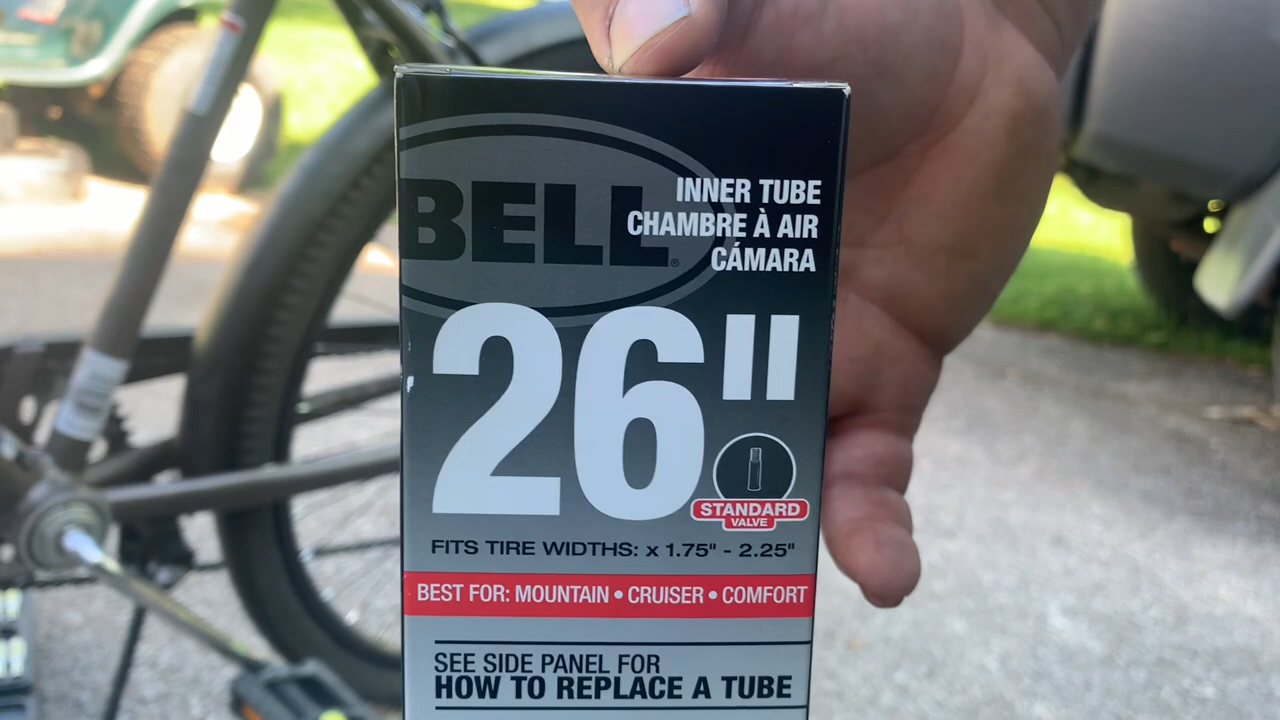 BELL®
INNER TUBE
CHAMBRE À AIR
CÁMARA
26"
STANDARD
VALVE
FITS TIRE WIDTHS: x 1.75" - 2.25"
BEST FOR: MOUNTAIN • CRUISER • COMFORT
SEE SIDE PANEL FOR
HOW TO REPLACE A TUBE